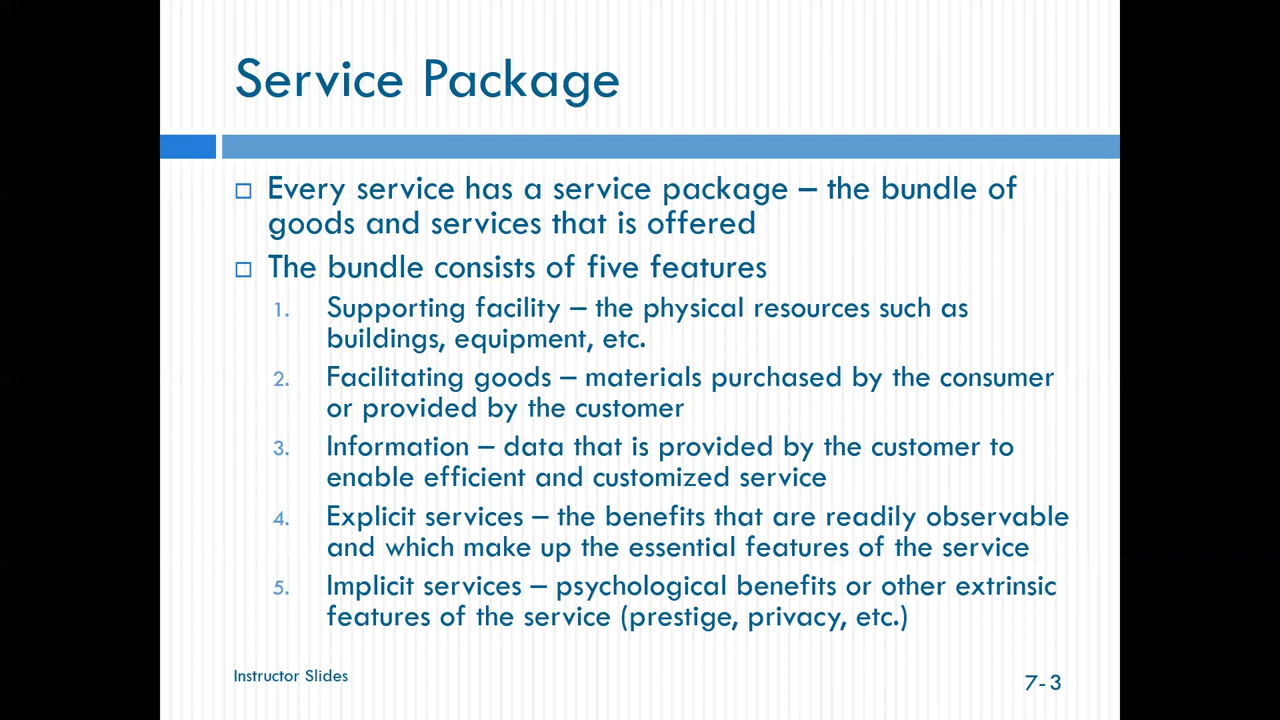 Service Package
Every service has a service package – the bundle of
goods and services that is offered
The bundle consists of five features
1. Supporting facility – the physical resources such as
buildings, equipment, etc.
2. Facilitating goods – materials purchased by the consumer
or provided by the customer
3. Information – data that is provided by the customer to
enable efficient and customized service
4. Explicit services – the benefits that are readily observable
and which make up the essential features of the service
5. Implicit services – psychological benefits or other extrinsic
features of the service (prestige, privacy, etc.)
Instructor Slides
7-3